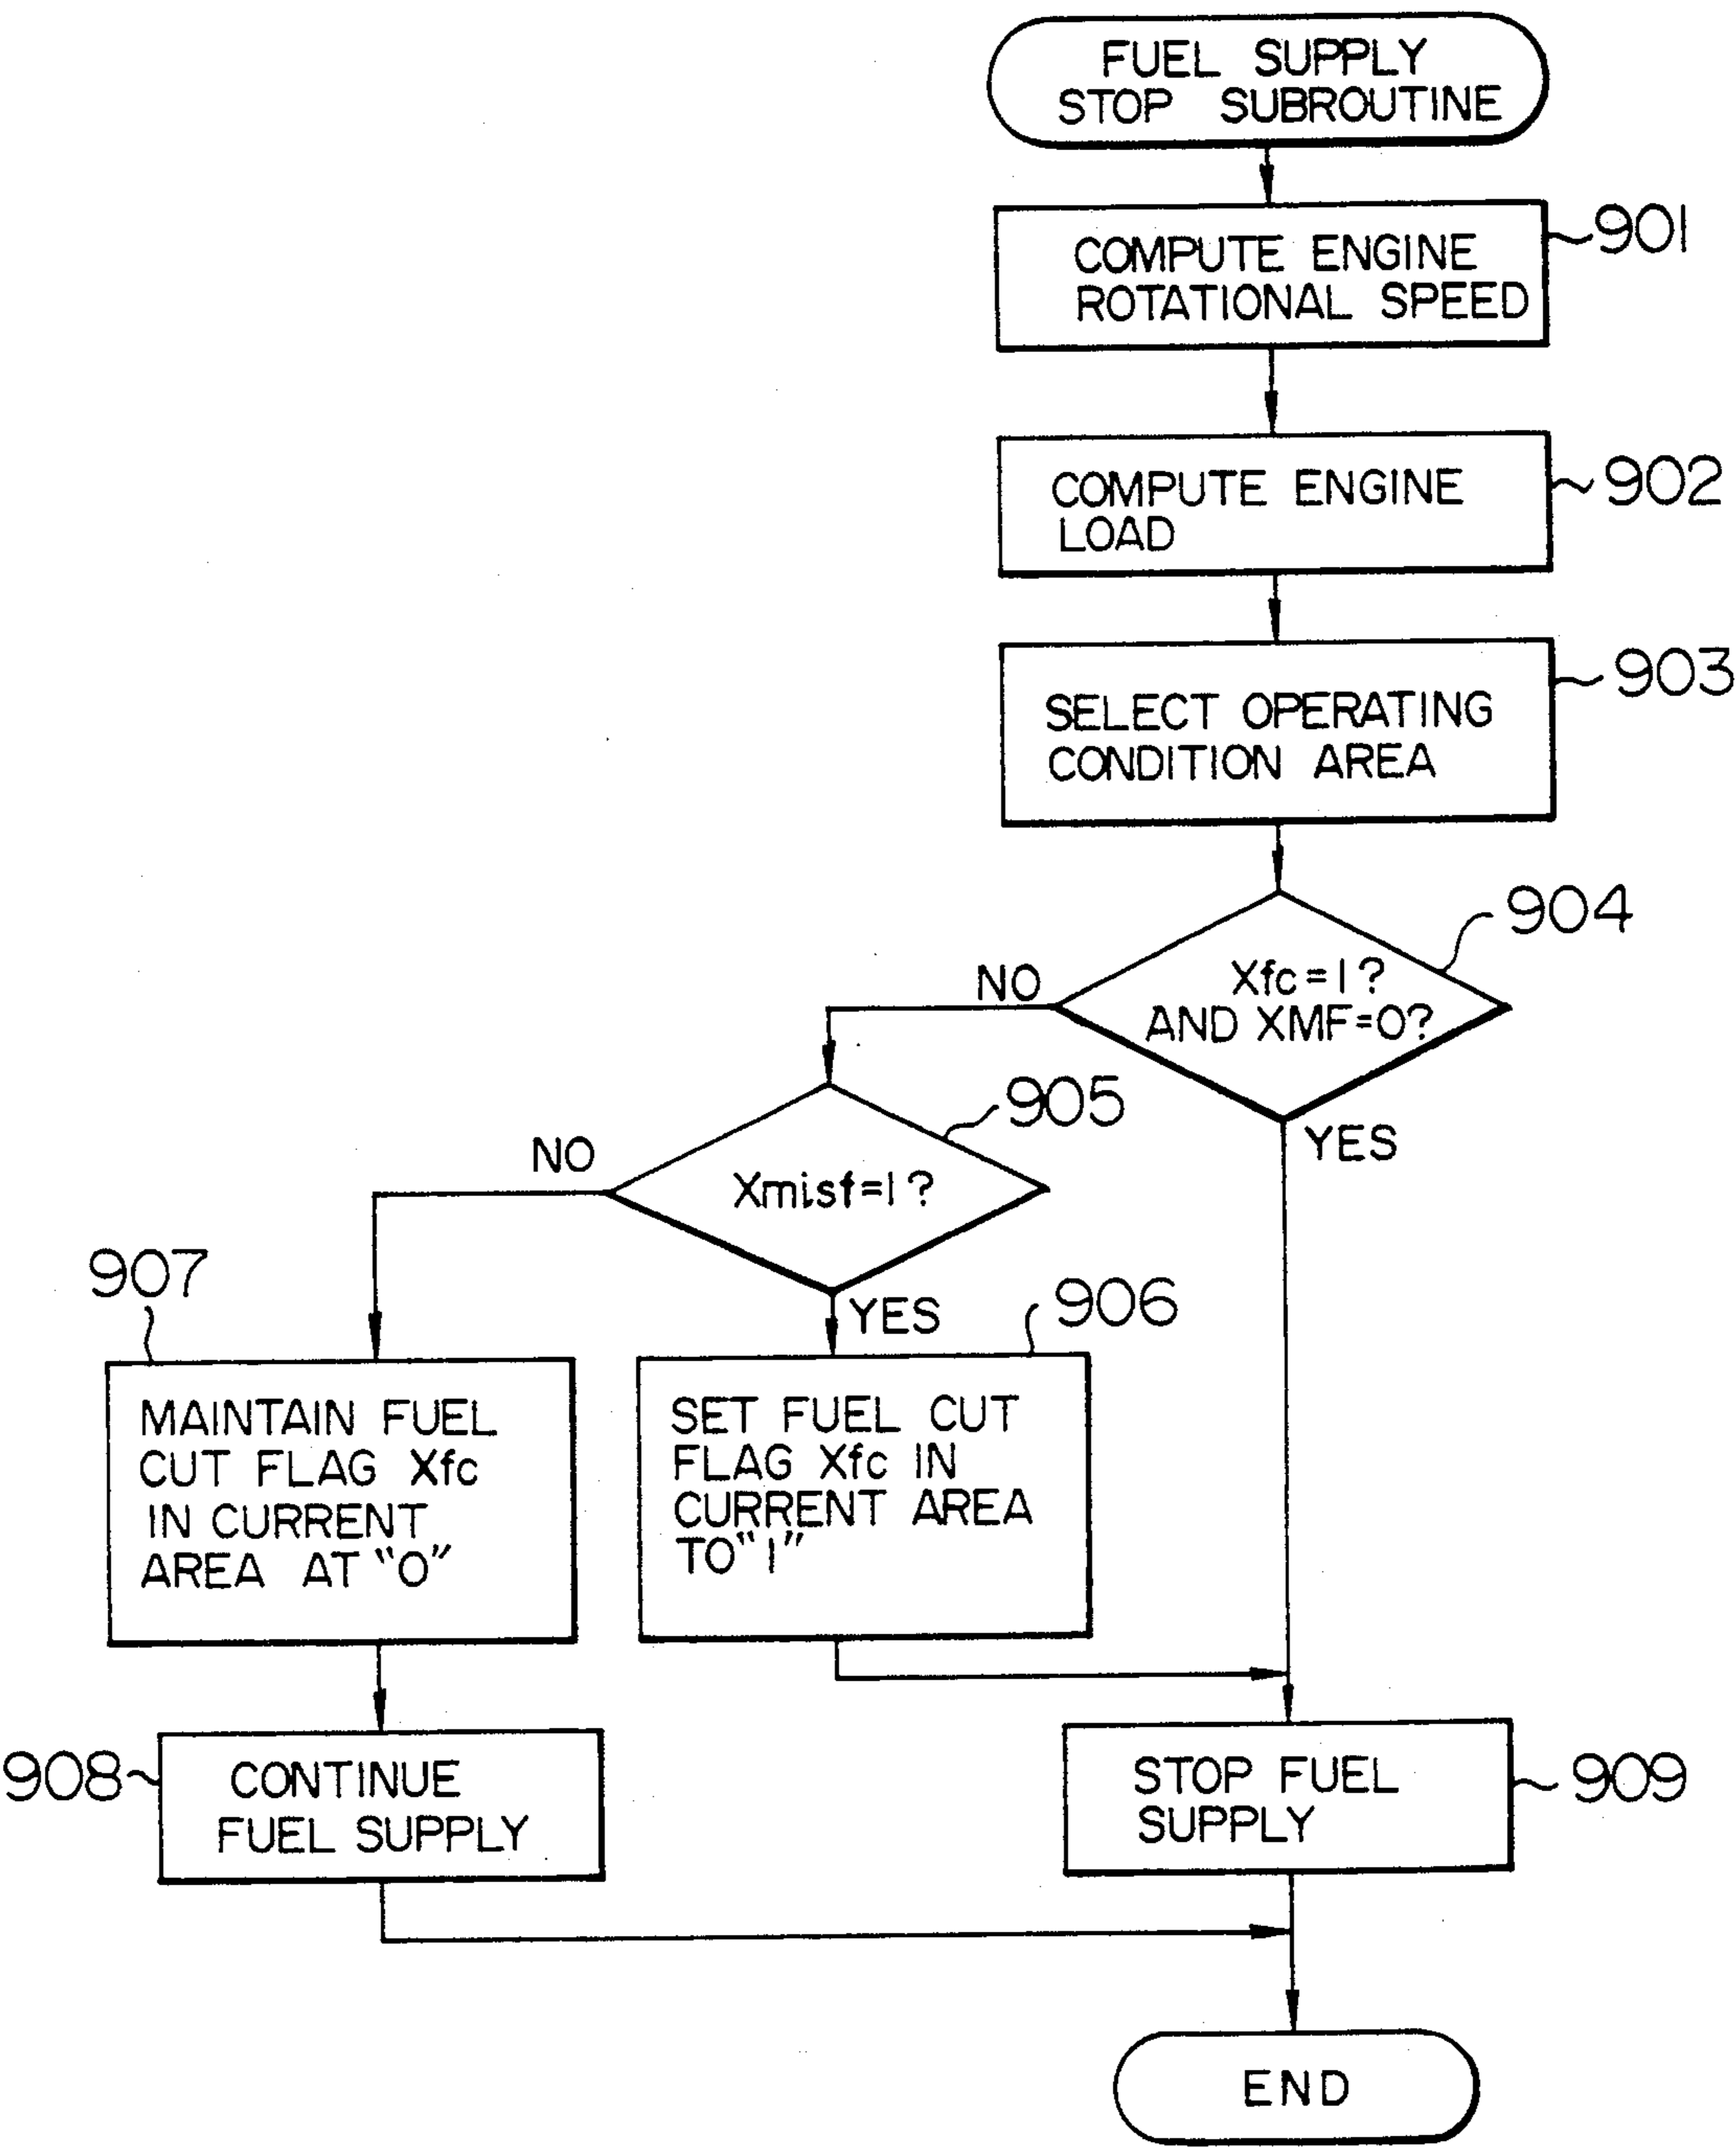 FUEL SUPPLY
STOP SUBROUTINE
COMPUTE ENGINE
ROTATIONAL SPEED
901
COMPUTE ENGINE
LOAD
902
SELECT OPERATING
CONDITION AREA
903
904
Xfc=1?
AND XMF=0?
NO
YES
905
Xmisf=1?
NO
YES
907
906
MAINTAIN FUEL
CUT FLAG Xfc
IN CURRENT
AREA AT "0"
SET FUEL CUT
FLAG Xfc IN
CURRENT AREA
TO "1"
908
CONTINUE
FUEL SUPPLY
STOP FUEL
SUPPLY
909
END